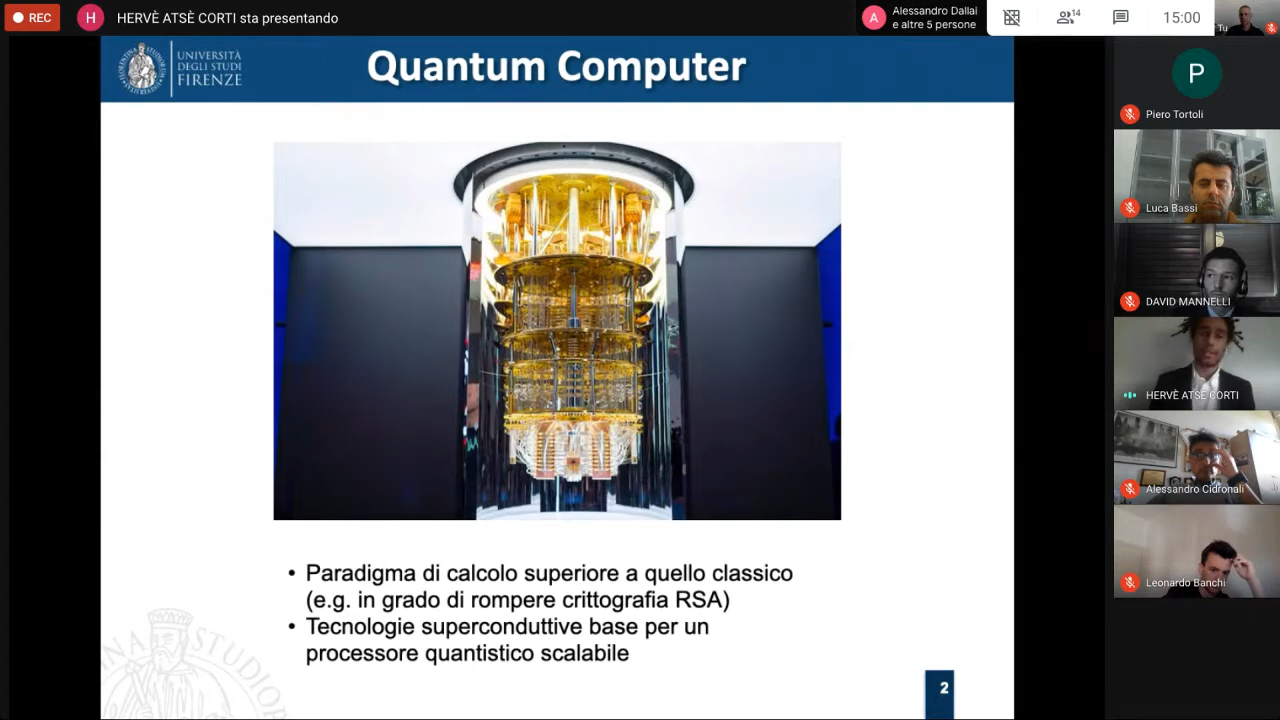 REC
H
HERVÈ ATSÈ CORTI sta presentando
A
Alessandro Dallai
e altre 5 persone
14
15:00
Tu
UNIVERSITÀ
DEGLI STUDI
FIRENZE
Quantum Computer
• Paradigma di calcolo superiore a quello classico
(e.g. in grado di rompere crittografia RSA)
• Tecnologie superconduttive base per un
processore quantistico scalabile
2
P
Piero Tortoli
Luca Bassi
DAVID MANNELLI
HERVÈ ATSÈ CORTI
Alessandro Cidronali
Leonardo Banchi